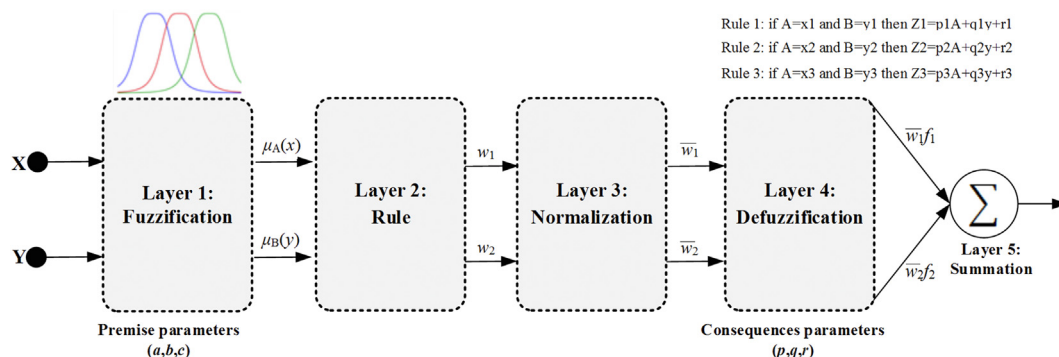 Rule 1: if A=x1 and B=y1 then Z1=p1A+q1y+r1
Rule 2: if A=x2 and B=y2 then Z2=p2A+q2y+r2
Rule 3: if A=x3 and B=y3 then Z3=p3A+q3y+r3
X
Y
Layer 1:
Fuzzification
μA(x)
μB(y)
Layer 2:
Rule
w1
w2
Layer 3:
Normalization
w̅1
w̅2
Layer 4:
Defuzzification
w̅1f1
w̅2f2
∑
Layer 5:
Summation
Premise parameters
(a,b,c)
Consequences parameters
(p,q,r)